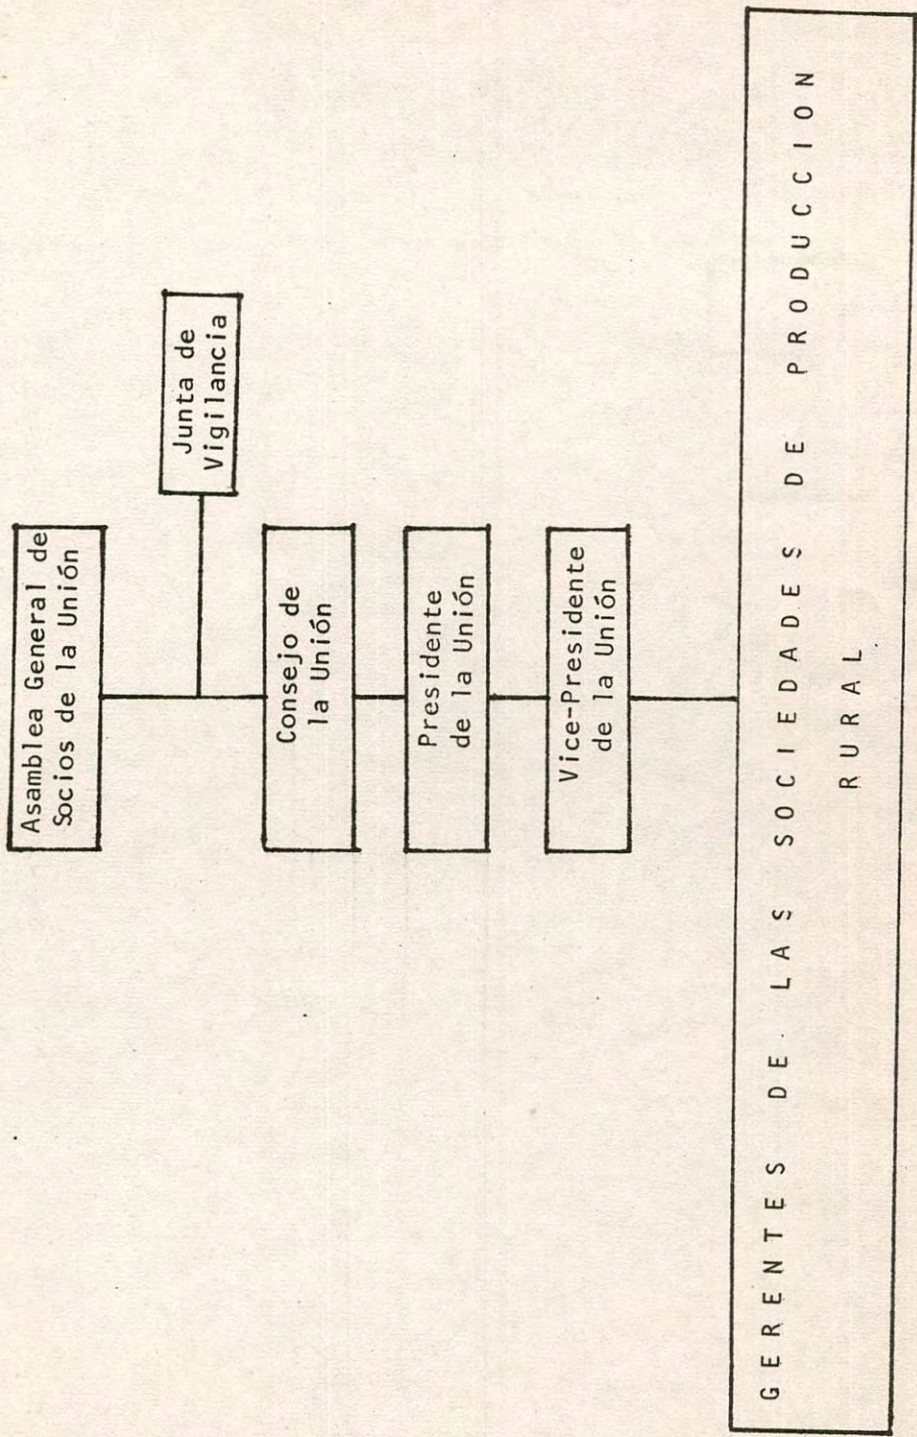 Asamblea General de
Socios de la Unión
Junta de
Vigilancia
Consejo de
la Unión
Presidente
de la Unión
Vice-Presidente
de la Unión
GERENTES DE LAS SOCIEDADES DE PRODUCCION
RURAL